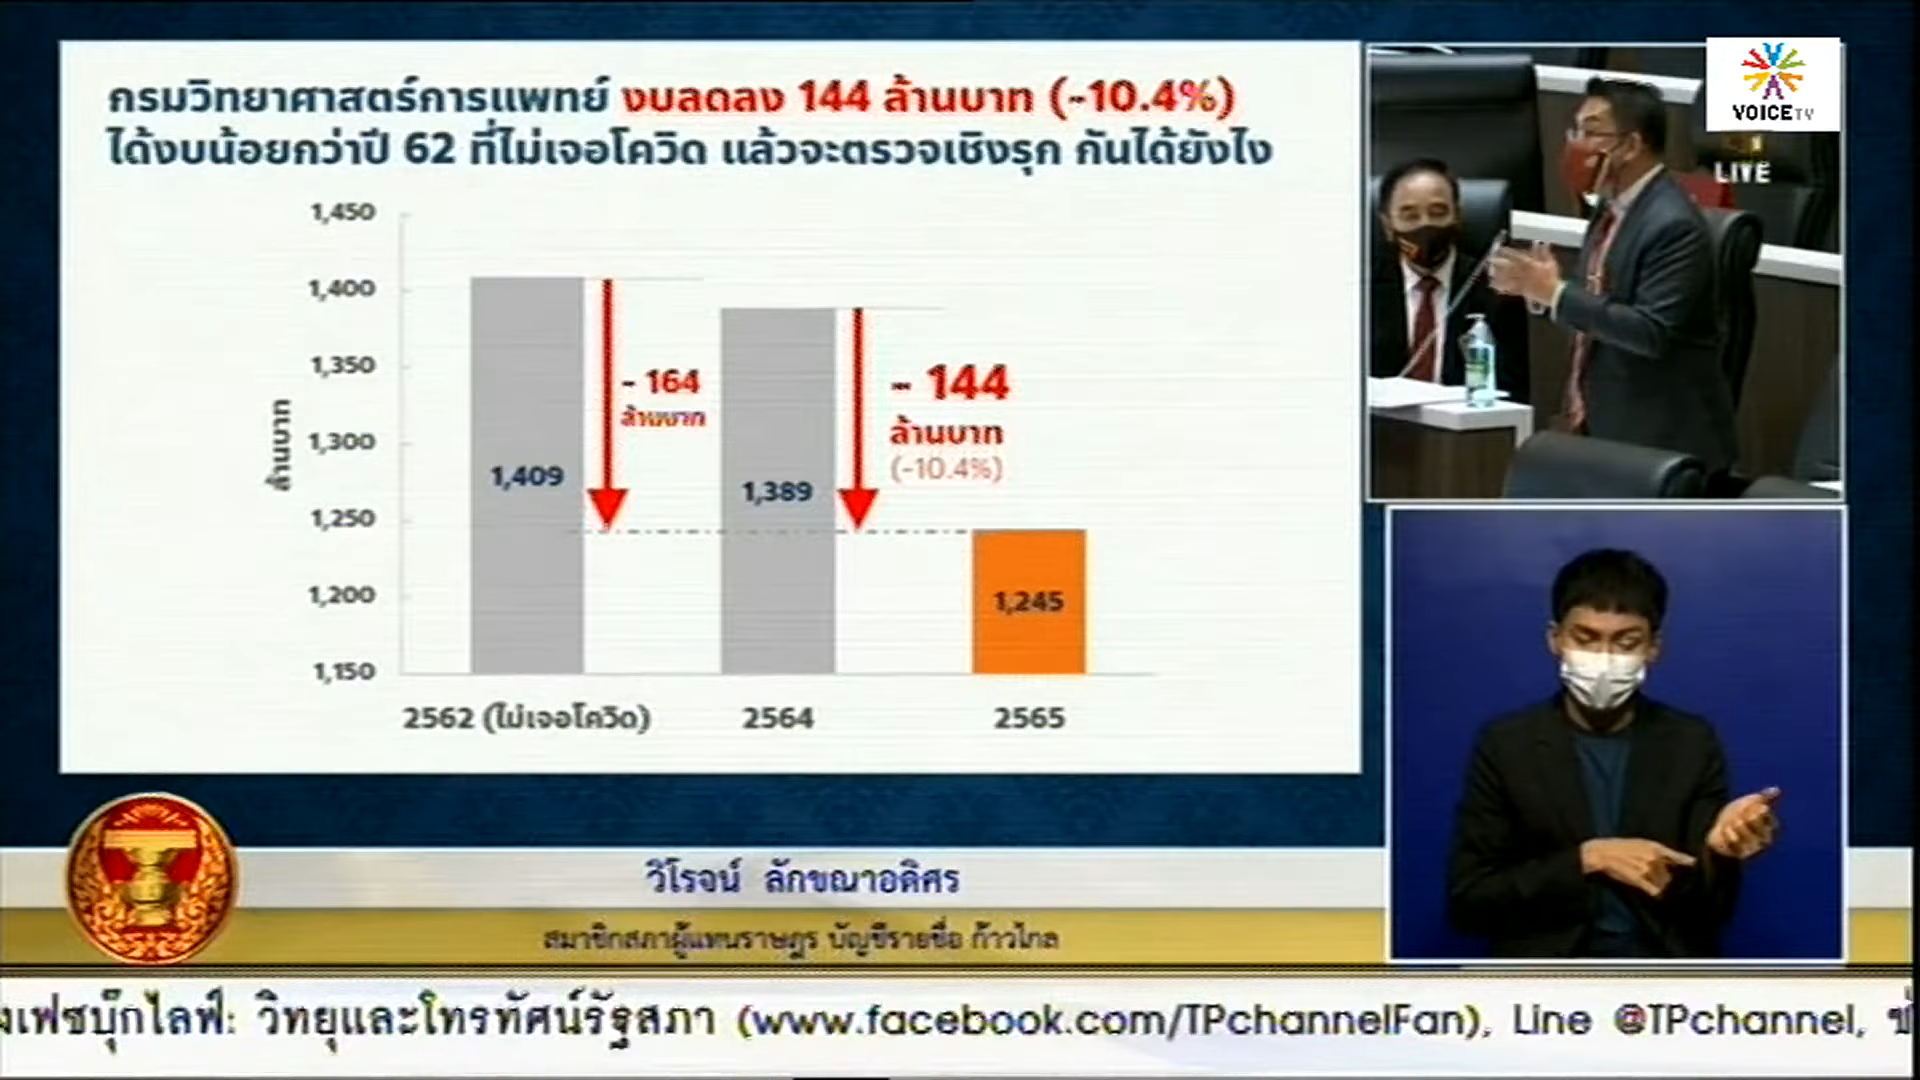 กรมวิทยาศาสตร์การแพทย์ งบลดลง 144 ล้านบาท (-10.4%)
ได้งบน้อยกว่าปี 62 ที่ไม่เจอโควิด แล้วจะตรวจเชิงรุก กันได้ยังไง
VOICE TV
LIVE
ล้านบาท
1,450
1,400
1,350
1,300
1,250
1,200
1,150
1,409
- 164
ล้านบาท
1,389
- 144
ล้านบาท
(-10.4%)
1,245
2562 (ไม่เจอโควิด)
2564
2565
วิโรจน์ ลักขณาอดิศร
สมาชิกสภาผู้แทนราษฎร บัญชีรายชื่อ ก้าวไกล
งเฟซบุ๊กไลฟ์: วิทยุและโทรทัศน์รัฐสภา (www.facebook.com/TPchannelFan), Line @TPchannel,